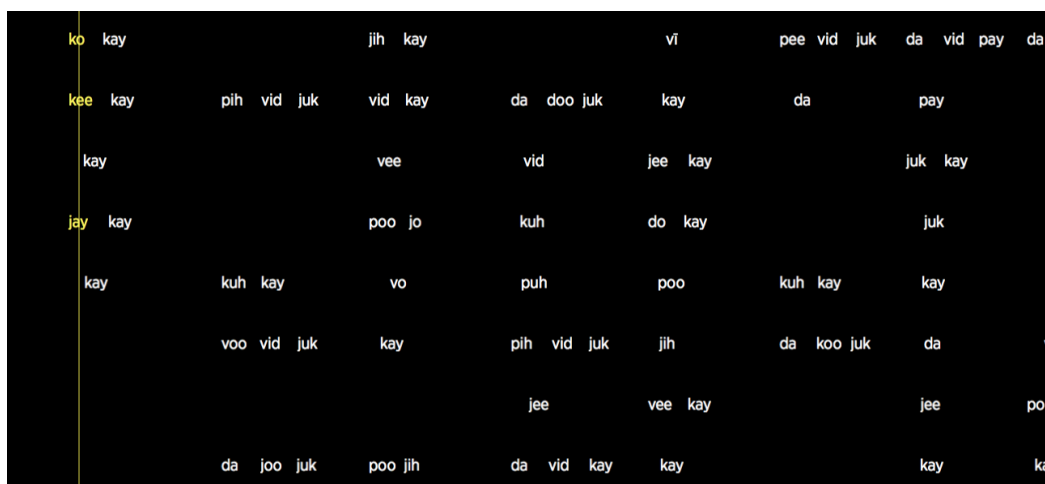 ko kay jih kay vī pee vid juk da vid pay da
kee kay pih vid juk vid kay da doo juk kay da pay
kay vee vid jee kay juk kay
jay kay poo jo kuh do kay juk
kay kuh kay vo puh poo kuh kay kay
voo vid juk kay pih vid juk jih da koo juk da
jee vee kay jee po
da joo juk poo jih da vid kay kay kay